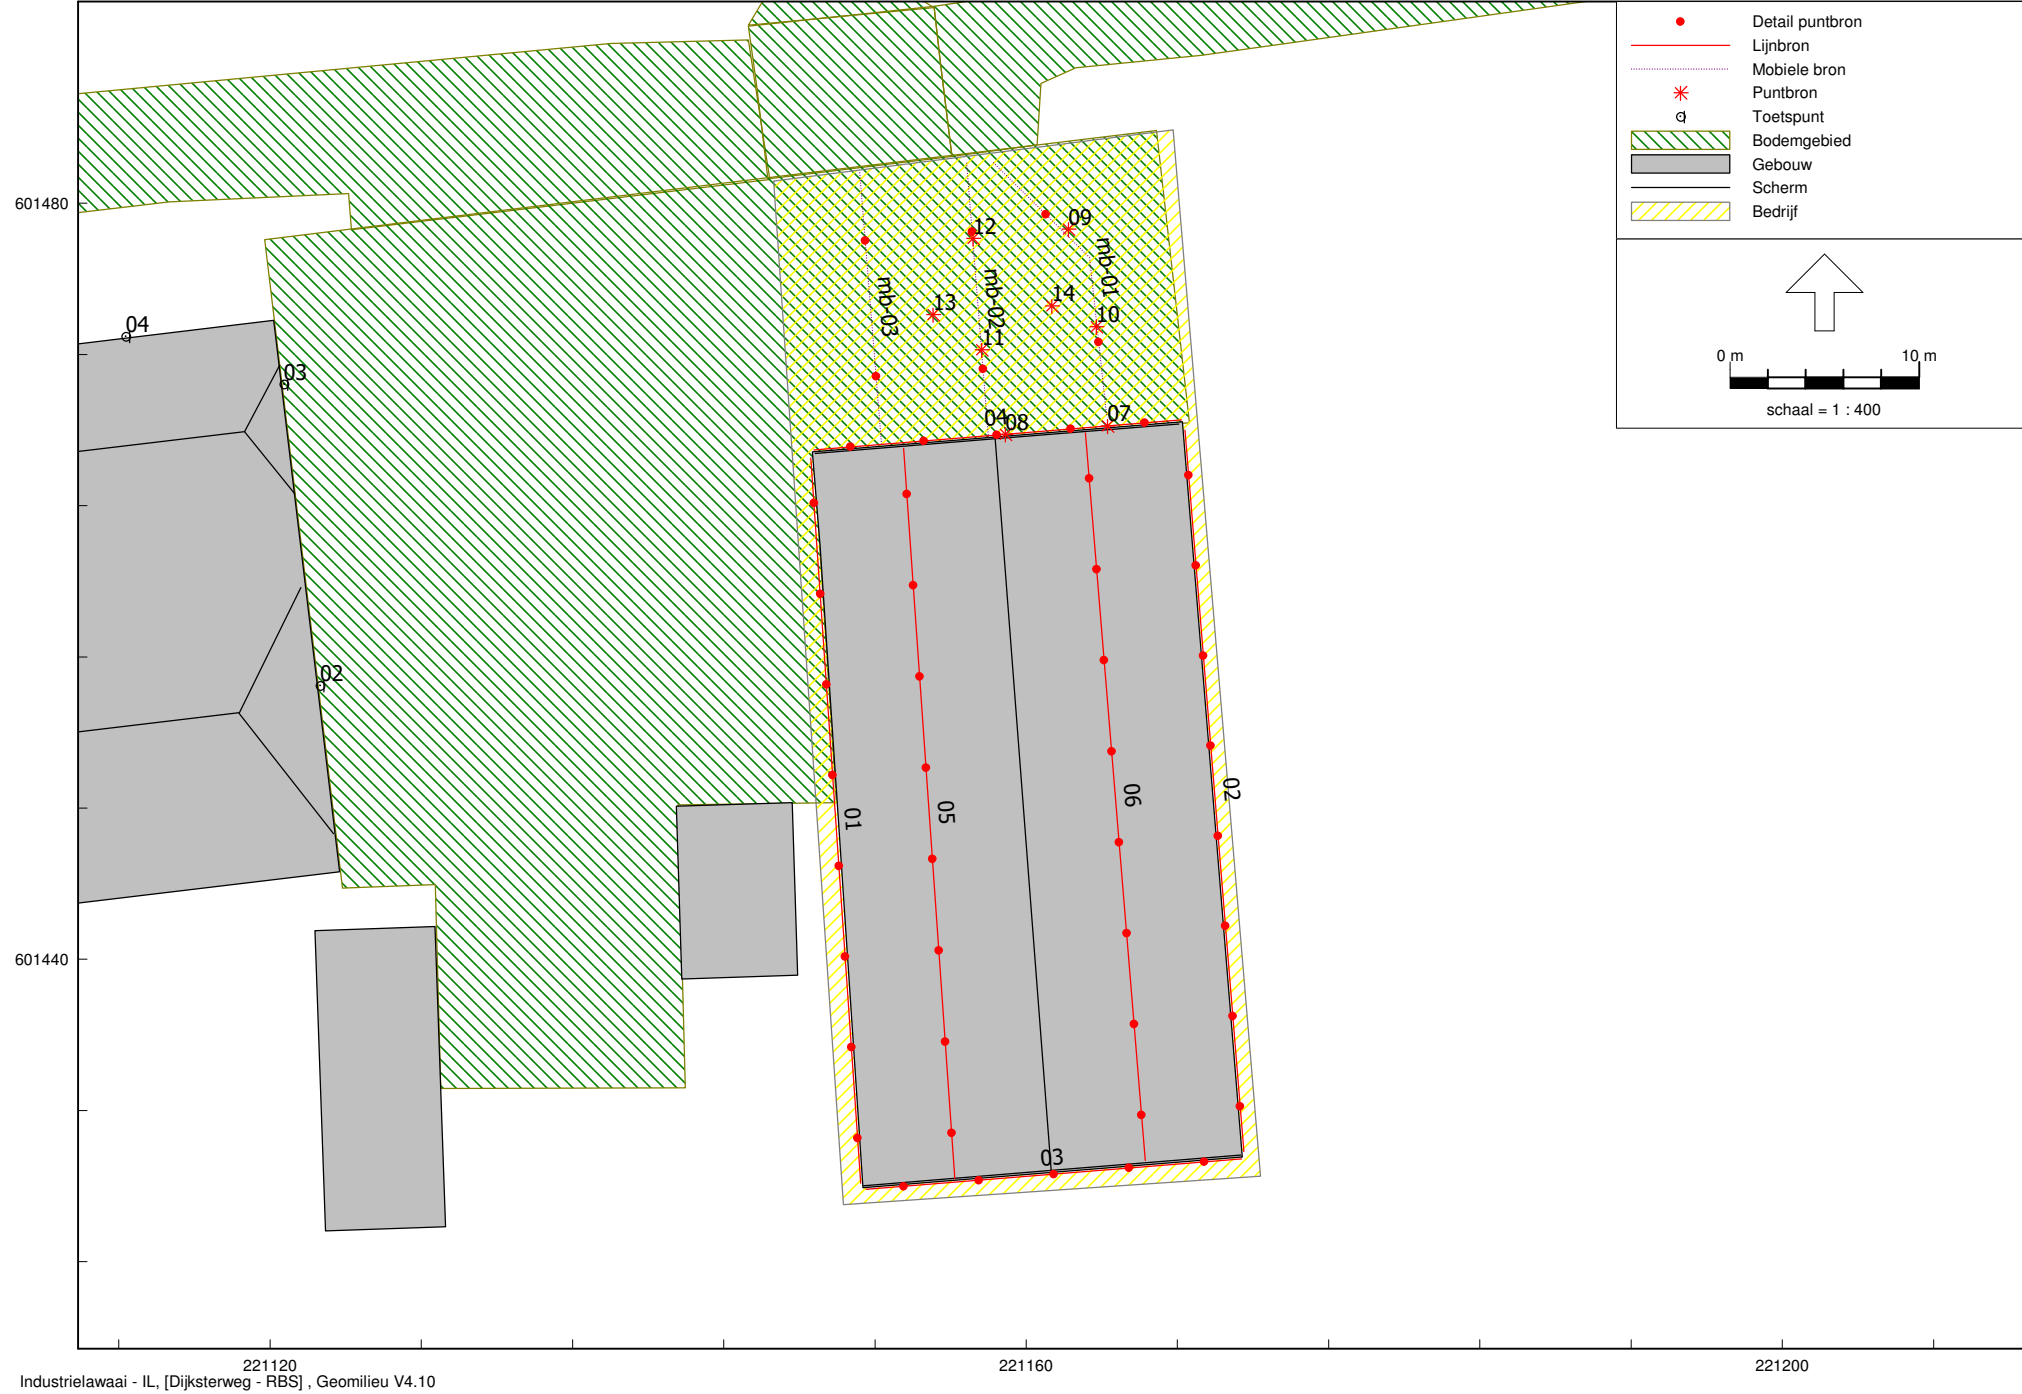 Detail puntbron
Lijnbron
Mobiele bron
Puntbron
Toetspunt
Bodemgebied
Gebouw
Scherm
Bedrijf
0 m 10 m
schaal = 1 : 400
601480
601440
221120 221160 221200
04
03
02
mb-03
mb-02
mb-01
12
09
13
14
10
11
04
08
07
01
05
06
02
03
Industrielawaai - IL, [Dijksterweg - RBS] , Geomilieu V4.10